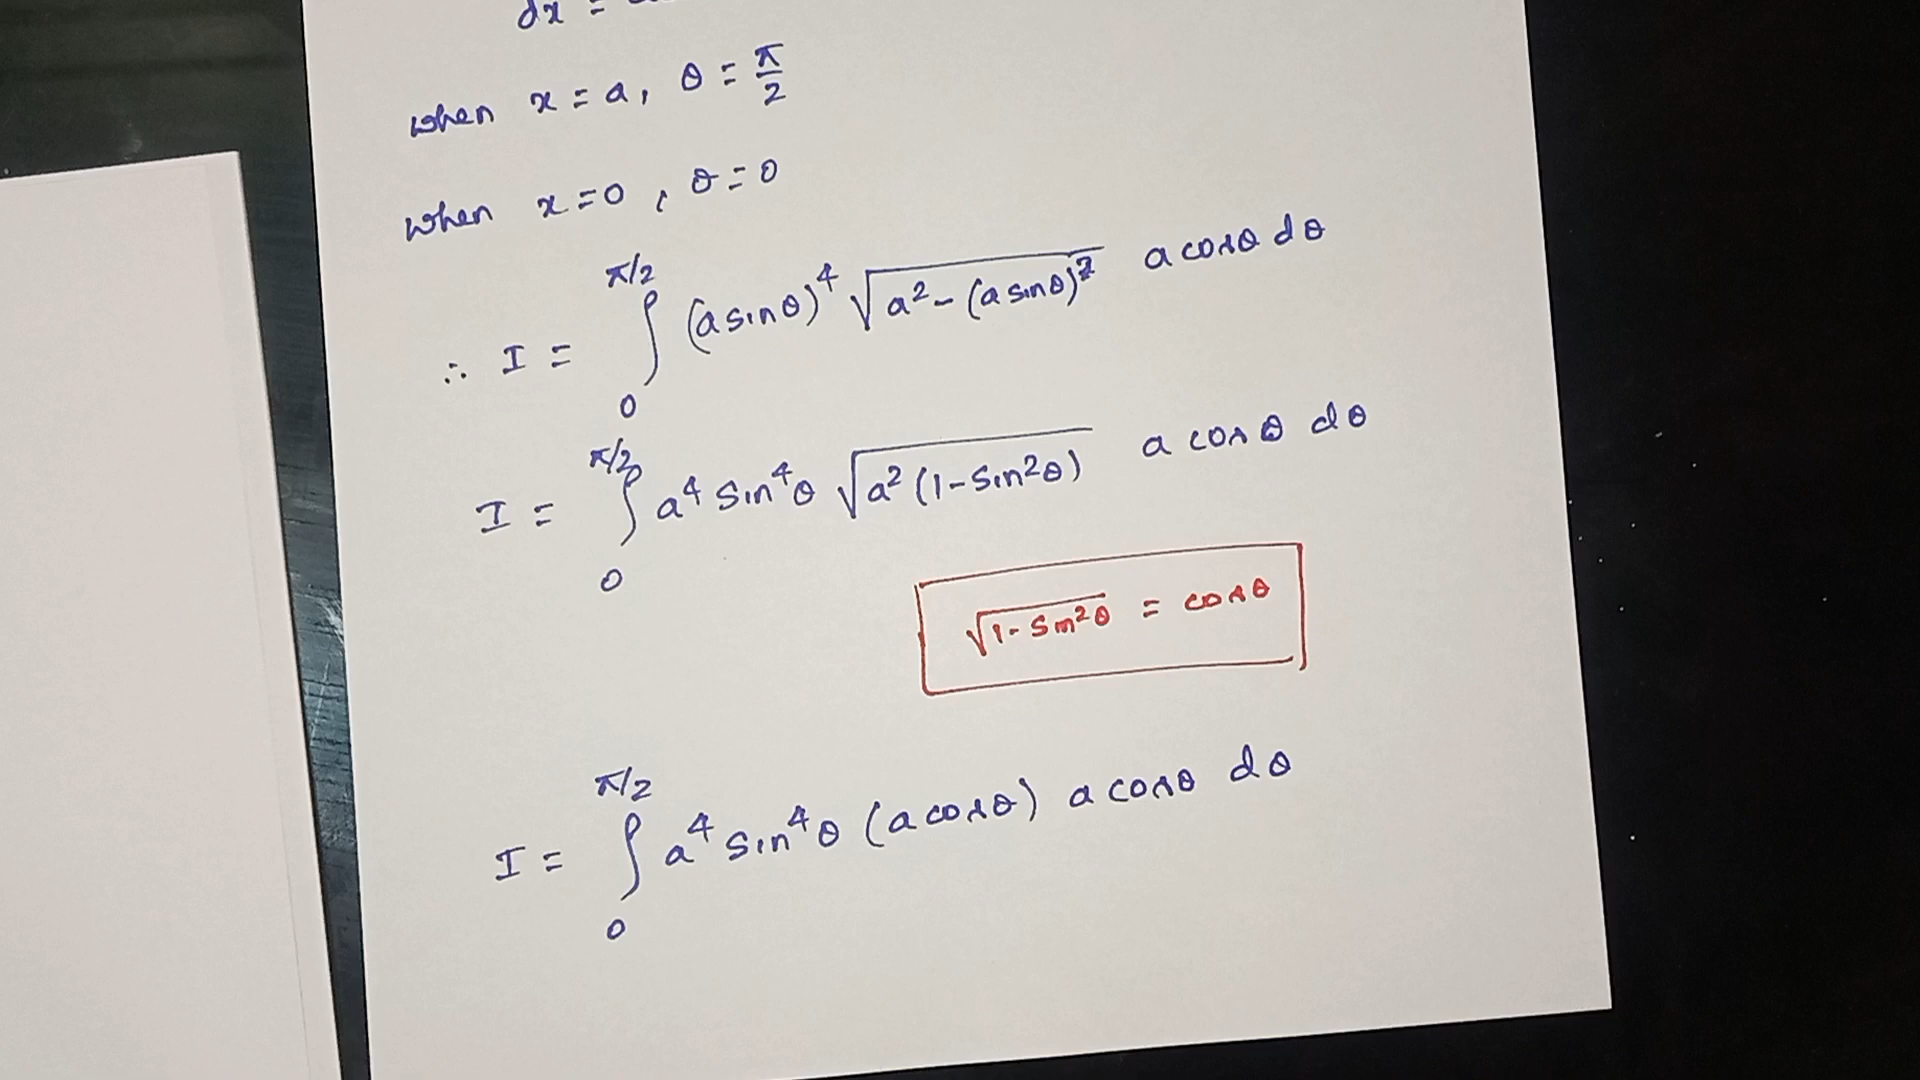 dx =
when x = a, θ = π/2
when x = 0, θ = 0
∴ I = ∫₀^{π/2} (a sinθ)⁴ √(a² - (a sinθ)²) a cosθ dθ
I = ∫₀^{π/2} a⁴ sin⁴θ √(a² (1 - sin²θ)) a cosθ dθ
√(1 - sin²θ) = cosθ
I = ∫₀^{π/2} a⁴ sin⁴θ (a cosθ) a cosθ dθ